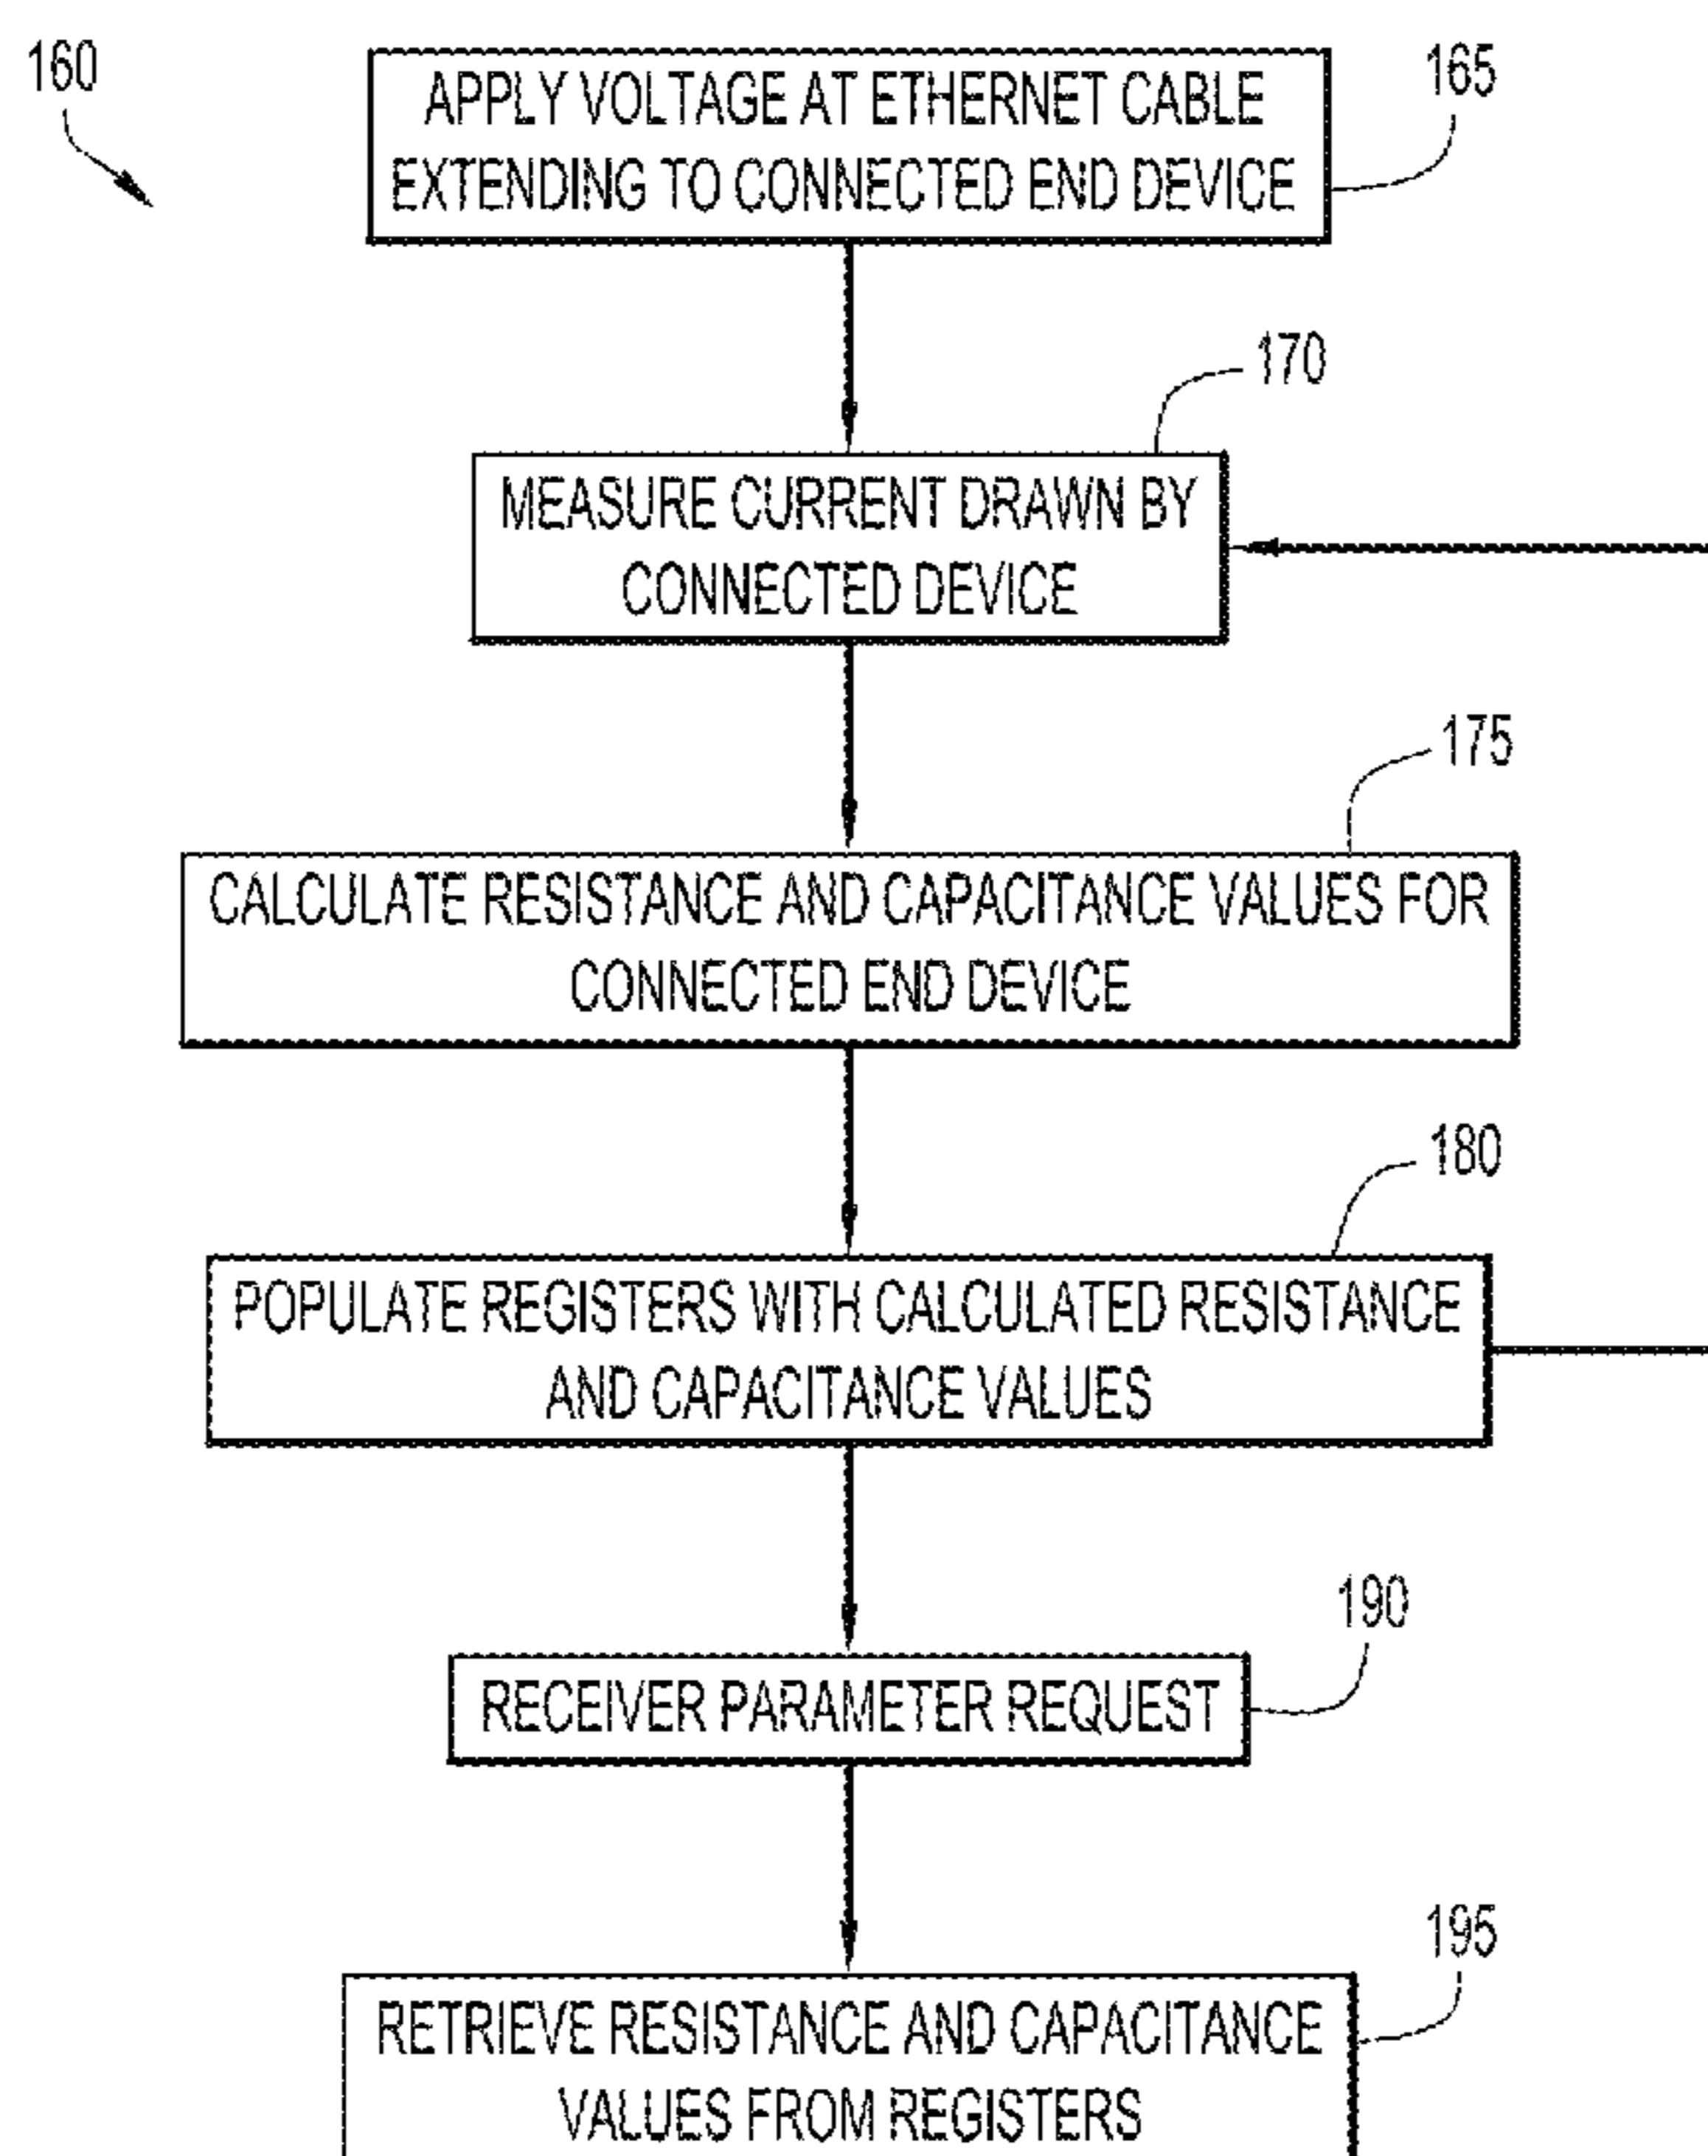 160
APPLY VOLTAGE AT ETHERNET CABLE
EXTENDING TO CONNECTED END DEVICE
165
170
MEASURE CURRENT DRAWN BY
CONNECTED DEVICE
175
CALCULATE RESISTANCE AND CAPACITANCE VALUES FOR
CONNECTED END DEVICE
180
POPULATE REGISTERS WITH CALCULATED RESISTANCE
AND CAPACITANCE VALUES
190
RECEIVER PARAMETER REQUEST
195
RETRIEVE RESISTANCE AND CAPACITANCE
VALUES FROM REGISTERS